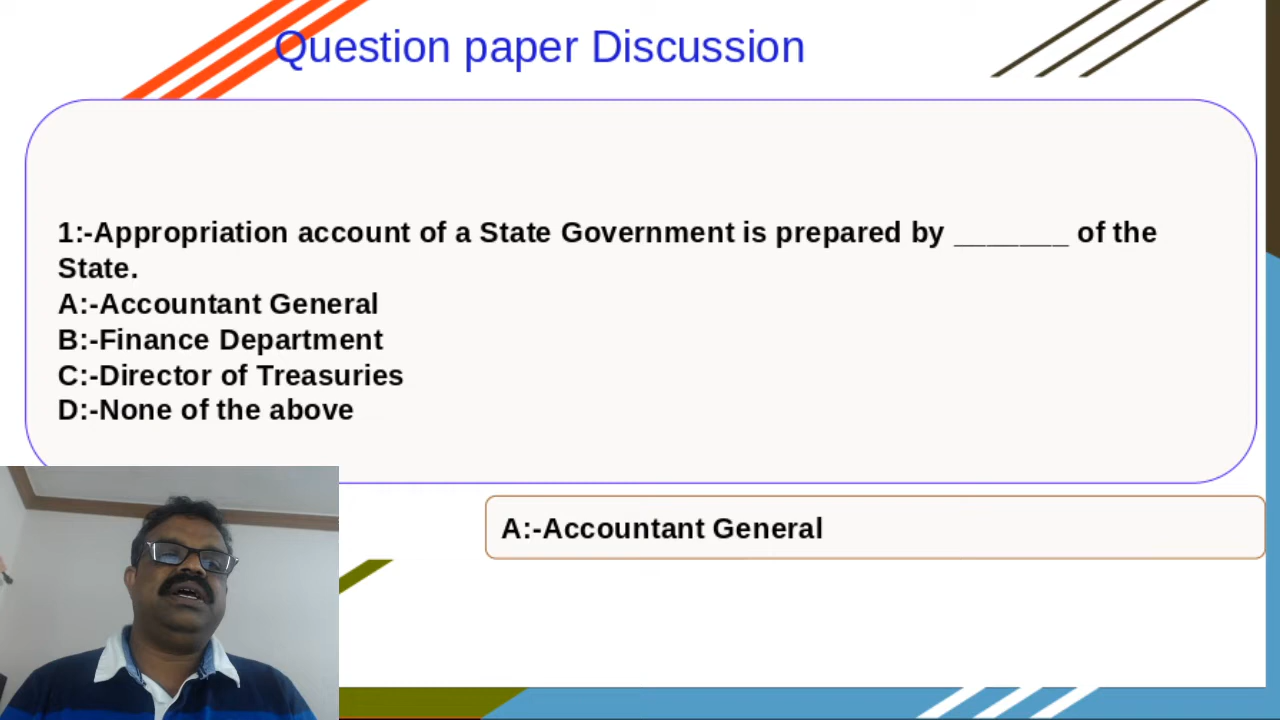 Question paper Discussion
1:-Appropriation account of a State Government is prepared by _______ of the
State.
A:-Accountant General
B:-Finance Department
C:-Director of Treasuries
D:-None of the above
A:-Accountant General